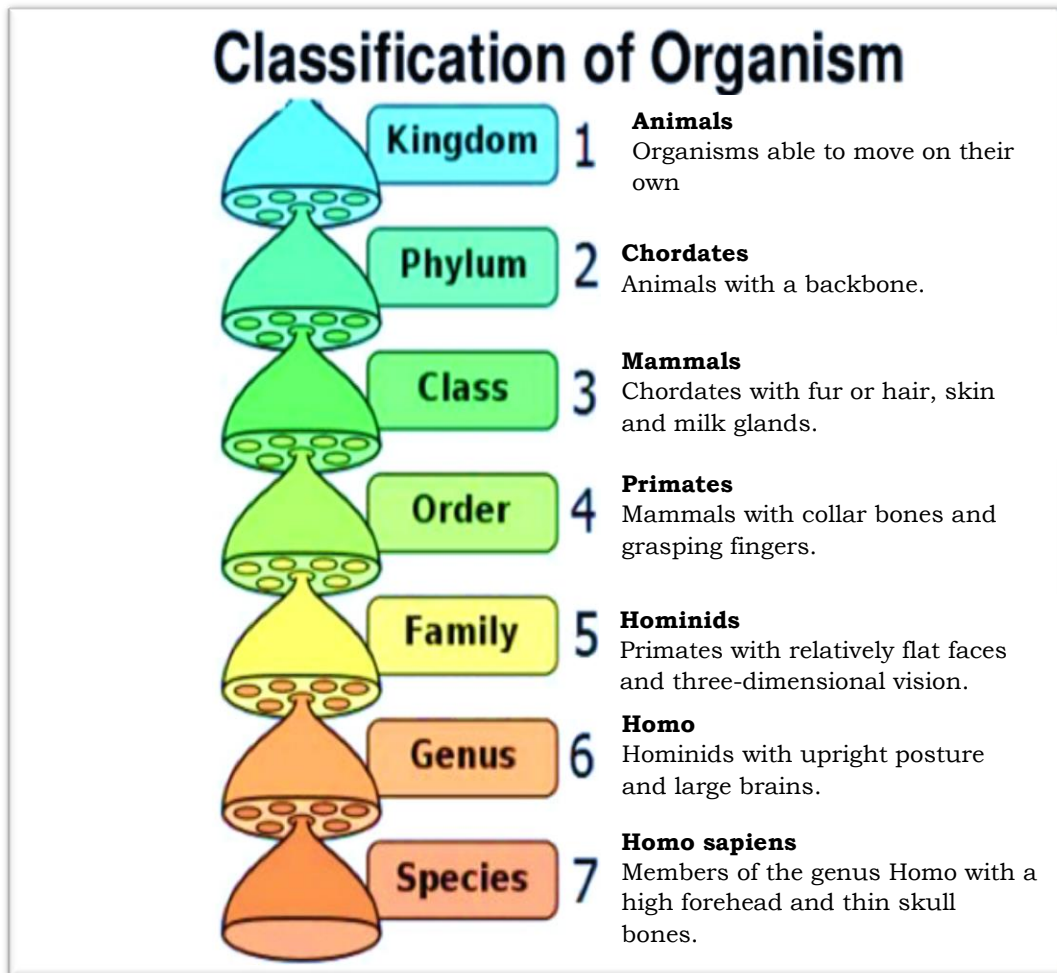 Classification of Organism
Kingdom 1
Animals
Organisms able to move on their
own
Phylum 2
Chordates
Animals with a backbone.
Class 3
Mammals
Chordates with fur or hair, skin
and milk glands.
Order 4
Primates
Mammals with collar bones and
grasping fingers.
Family 5
Hominids
Primates with relatively flat faces
and three-dimensional vision.
Genus 6
Homo
Hominids with upright posture
and large brains.
Species 7
Homo sapiens
Members of the genus Homo with a
high forehead and thin skull
bones.